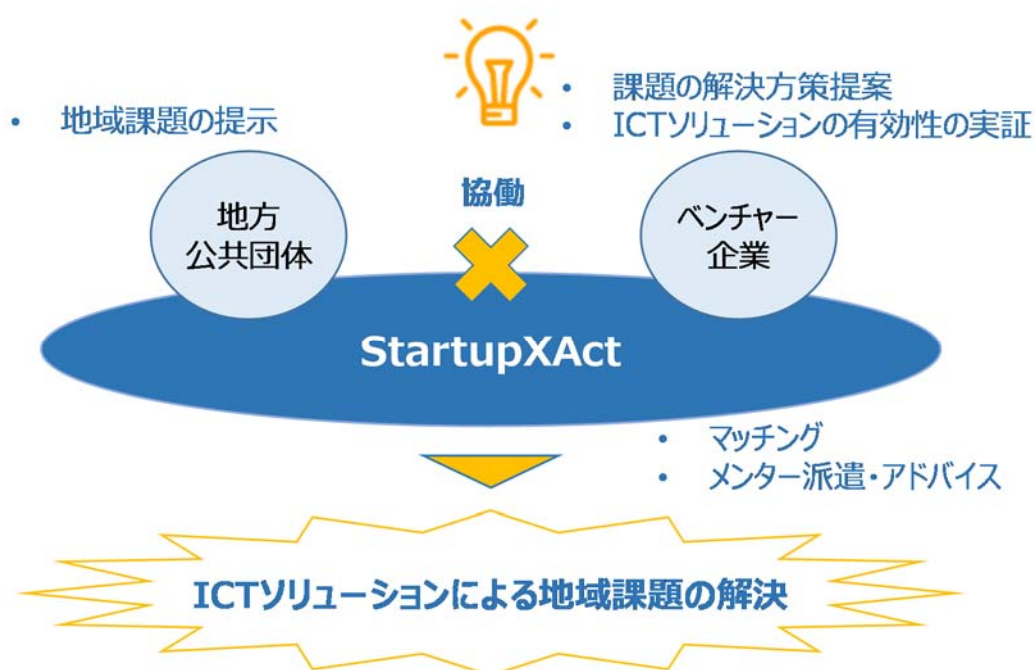 • 課題の解決方策提案
• 地域課題の提示
• ICTソリューションの有効性の実証
協働
地方
公共団体
ベンチャー
企業
StartupXAct
• マッチング
• メンター派遣・アドバイス
ICTソリューションによる地域課題の解決